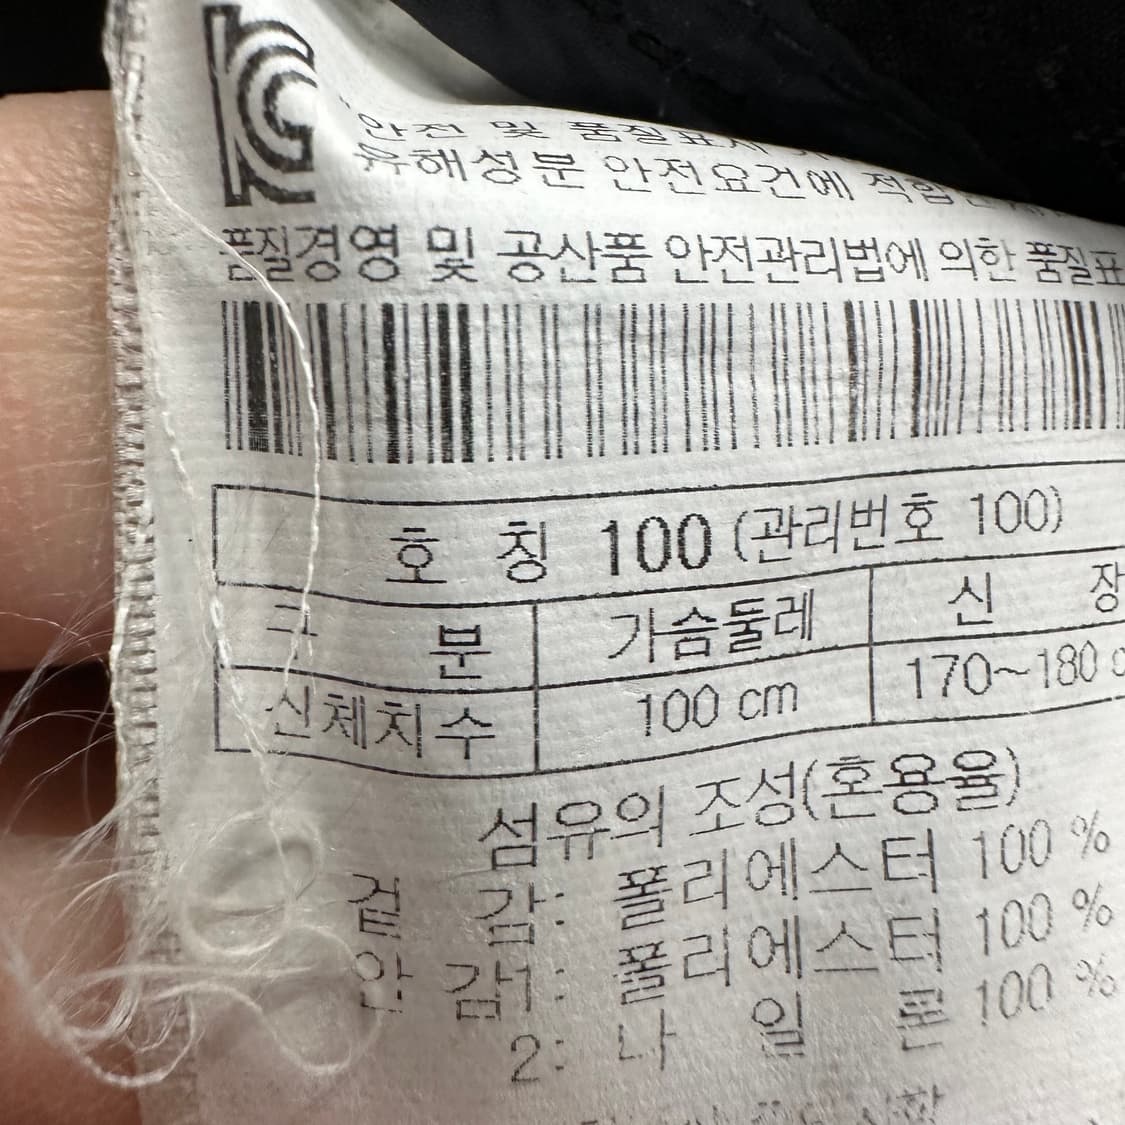 KC
안전 및 품질표시
유해성분 안전요건에 적합
품질경영 및 공산품 안전관리법에 의한 품질표
호 칭 100 (관리번호 100)
구 분 가슴둘레 신 장
신체치수 100 cm 170~180 c
섬유의 조성(혼용율)
겉 감: 폴리에스터 100 %
안 감1: 폴리에스터 100 %
2: 나 일 론 100 %